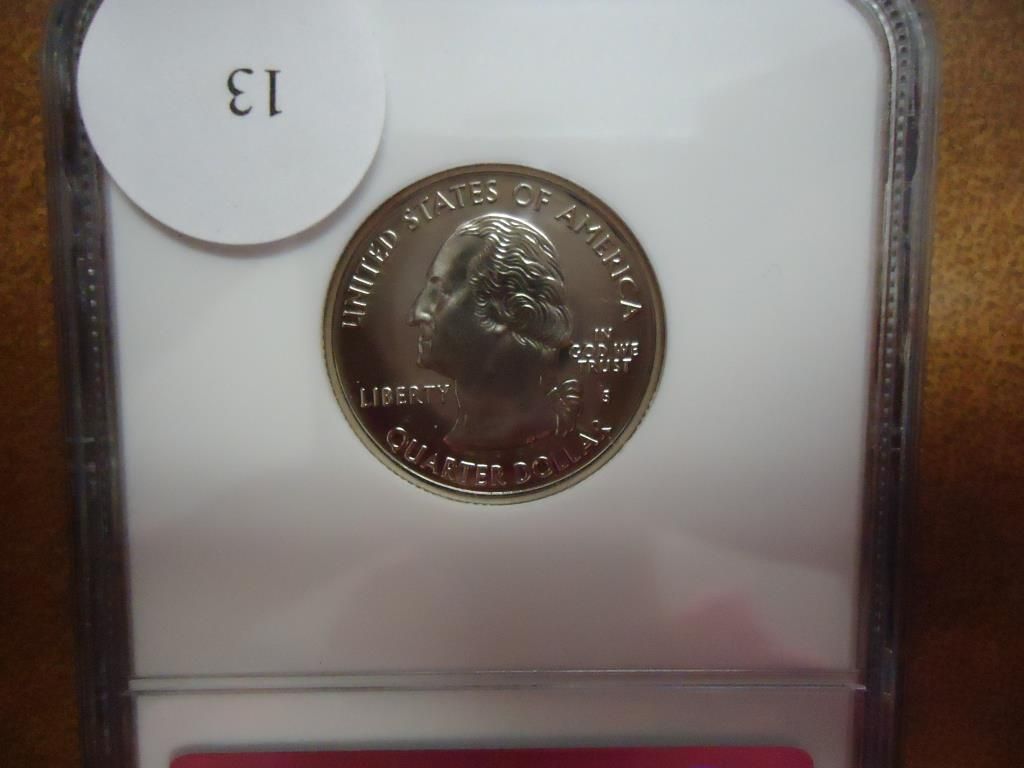 13
UNITED STATES OF AMERICA
IN
GOD WE
TRUST
LIBERTY
S
QUARTER DOLLAR